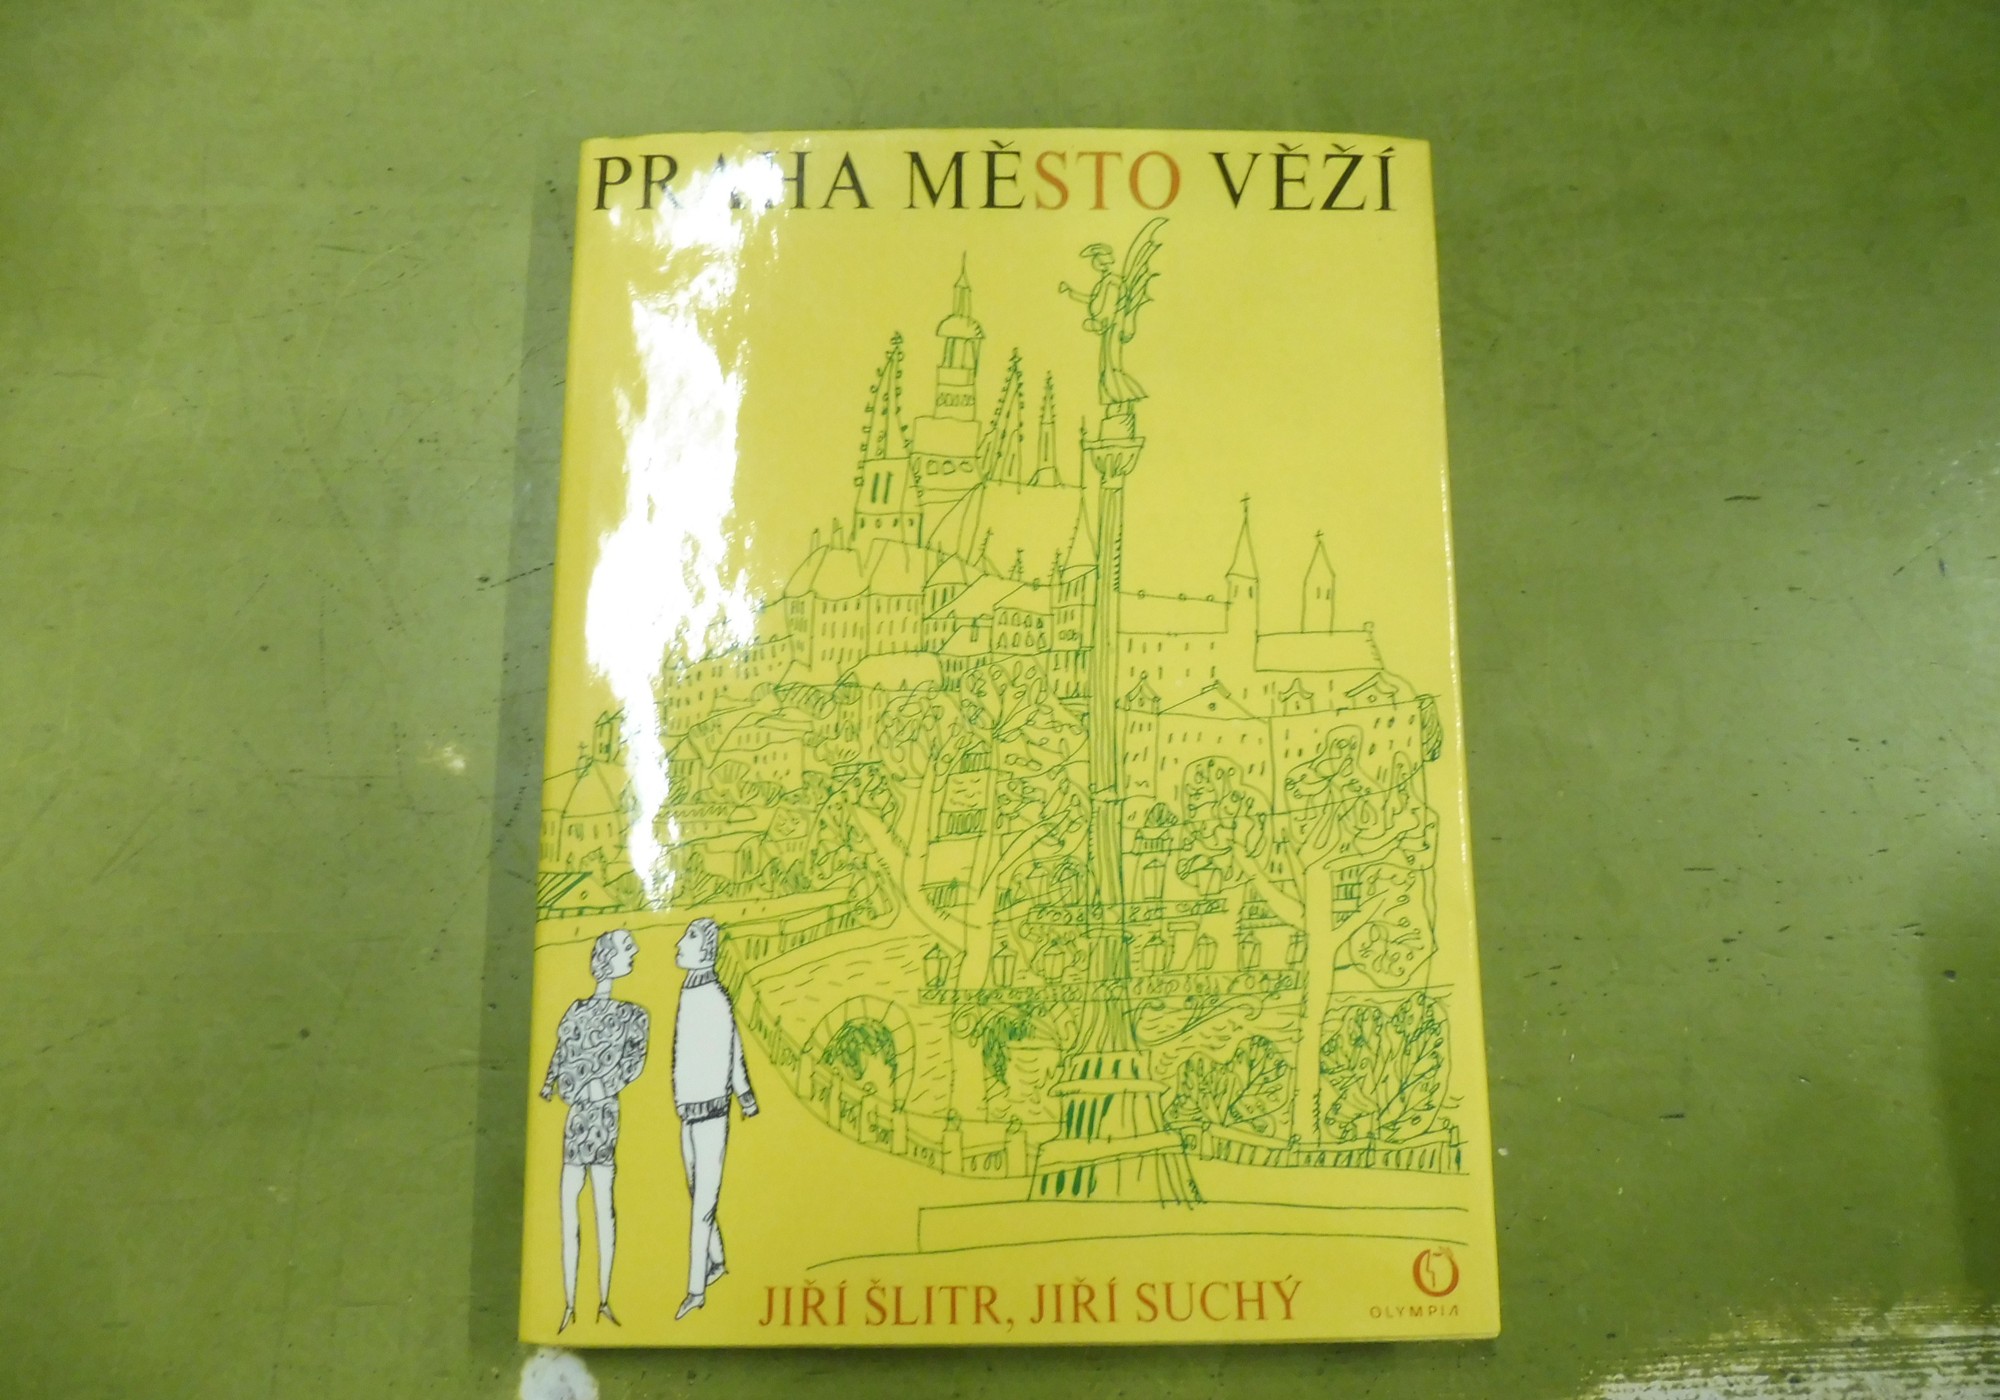 PRAHA MĚSTO VĚŽÍ
JIŘÍ ŠLITR, JIŘÍ SUCHÝ
OLYMPIA